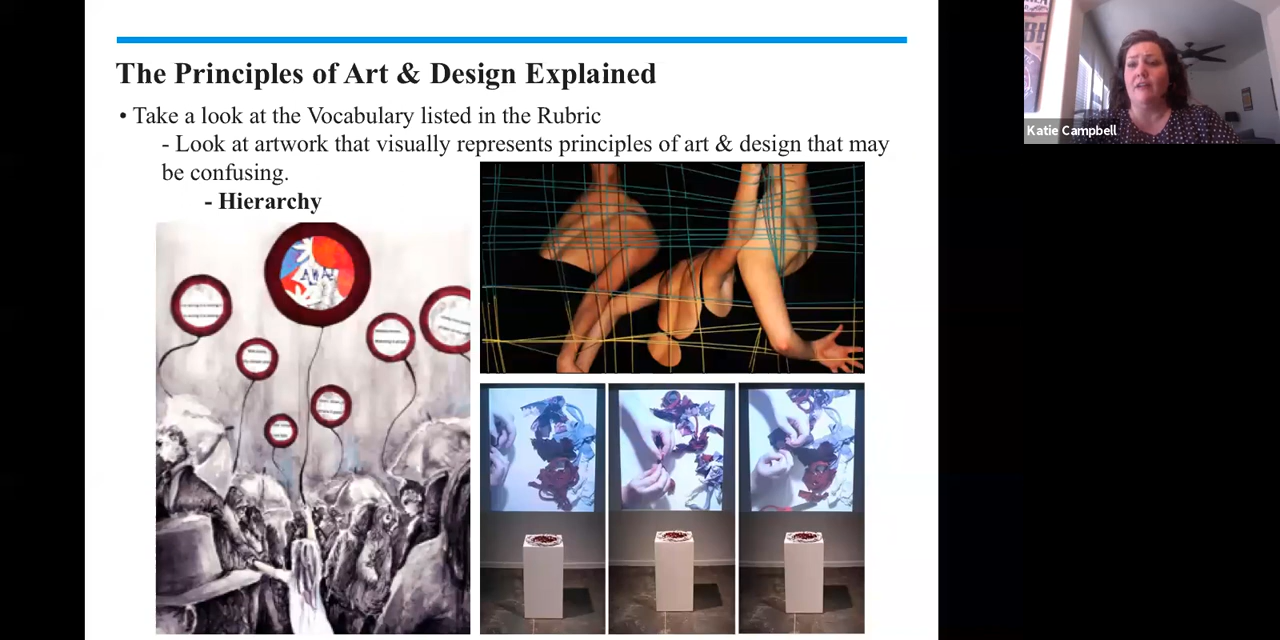 The Principles of Art & Design Explained
• Take a look at the Vocabulary listed in the Rubric
- Look at artwork that visually represents principles of art & design that may
be confusing.
- Hierarchy
AWAY
Katie Campbell